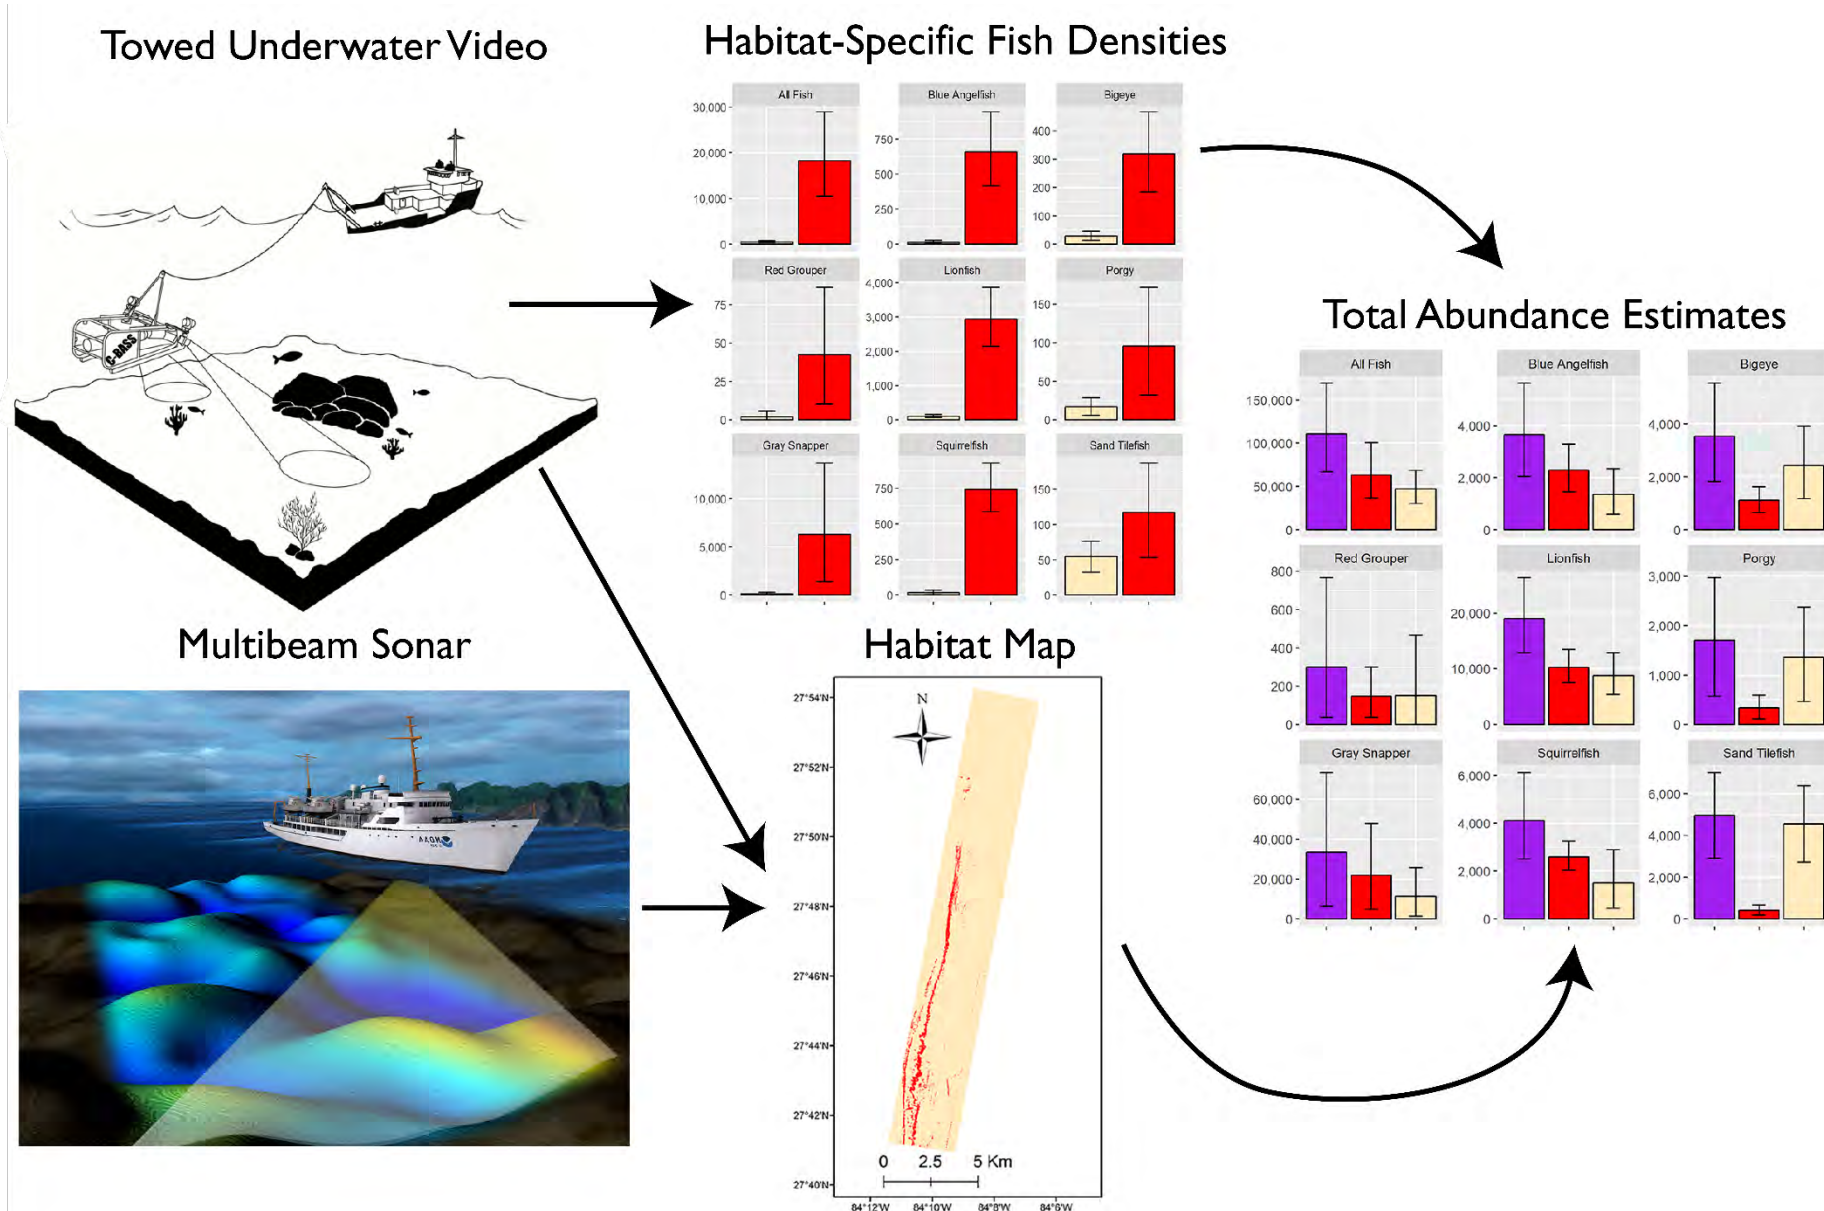 Towed Underwater Video
C-BASS
Habitat-Specific Fish Densities
All Fish
30,000
20,000
10,000
0
Blue Angelfish
750
500
250
0
Bigeye
400
300
200
100
0
Red Grouper
75
50
25
0
Lionfish
4,000
3,000
2,000
1,000
0
Porgy
150
100
50
0
Gray Snapper
10,000
5,000
0
Squirrelfish
750
500
250
0
Sand Tilefish
150
100
50
0
Total Abundance Estimates
All Fish
150,000
100,000
50,000
0
Blue Angelfish
4,000
2,000
0
Bigeye
4,000
2,000
0
Red Grouper
800
600
400
200
0
Lionfish
20,000
10,000
0
Porgy
3,000
2,000
1,000
0
Gray Snapper
60,000
40,000
20,000
0
Squirrelfish
6,000
4,000
2,000
0
Sand Tilefish
6,000
4,000
2,000
0
Multibeam Sonar
Habitat Map
N
27°54'N
27°52'N
27°50'N
27°48'N
27°46'N
27°44'N
27°42'N
27°40'N
0 2.5 5 Km
84°12'W 84°10'W 84°8'W 84°6'W